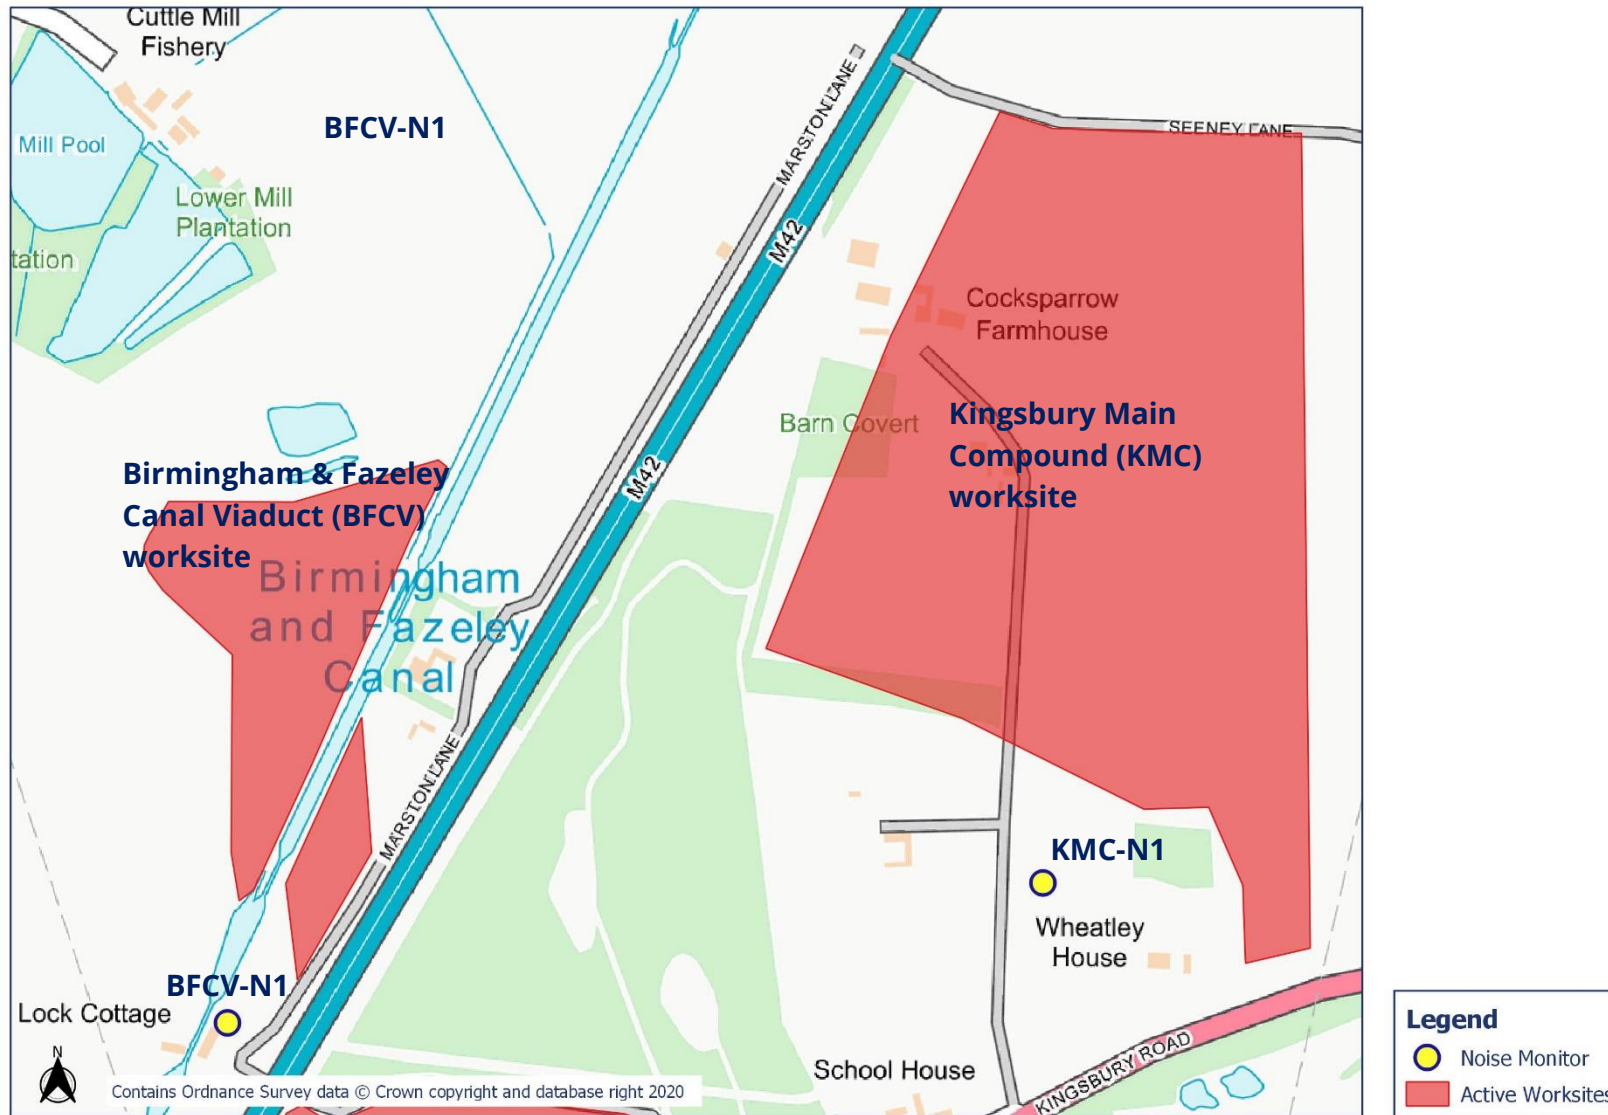 Cuttle Mill
Fishery
BFCV-N1
Mill Pool
Lower Mill
Plantation
tation
MARSTON LANE
M42
SEENEY LANE
Cocksparrow
Farmhouse
Barn Covert
Kingsbury Main
Compound (KMC)
worksite
M42
Birmingham & Fazeley
Canal Viaduct (BFCV)
worksite
Birmingham
and Fazeley
Canal
MARSTON LANE
KMC-N1
Wheatley
House
BFCV-N1
Lock Cottage
School House
KINGSBURY ROAD
N
Contains Ordnance Survey data © Crown copyright and database right 2020
Legend
Noise Monitor
Active Worksites